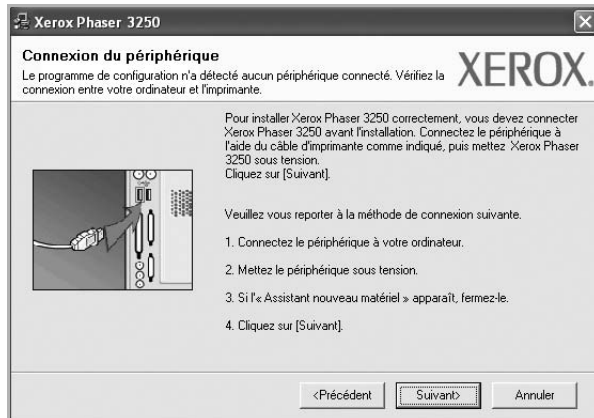 Xerox Phaser 3250
Connexion du périphérique
Le programme de configuration n'a détecté aucun périphérique connecté. Vérifiez la
connexion entre votre ordinateur et l'imprimante.
XEROX.
Pour installer Xerox Phaser 3250 correctement, vous devez connecter
Xerox Phaser 3250 avant l'installation. Connectez le périphérique à
l'aide du câble d'imprimante comme indiqué, puis mettez Xerox Phaser
3250 sous tension.
Cliquez sur [Suivant].
Veuillez vous reporter à la méthode de connexion suivante.
1. Connectez le périphérique à votre ordinateur.
2. Mettez le périphérique sous tension.
3. Si l'« Assistant nouveau matériel » apparaît, fermez-le.
4. Cliquez sur [Suivant].
<Précédent
Suivant>
Annuler